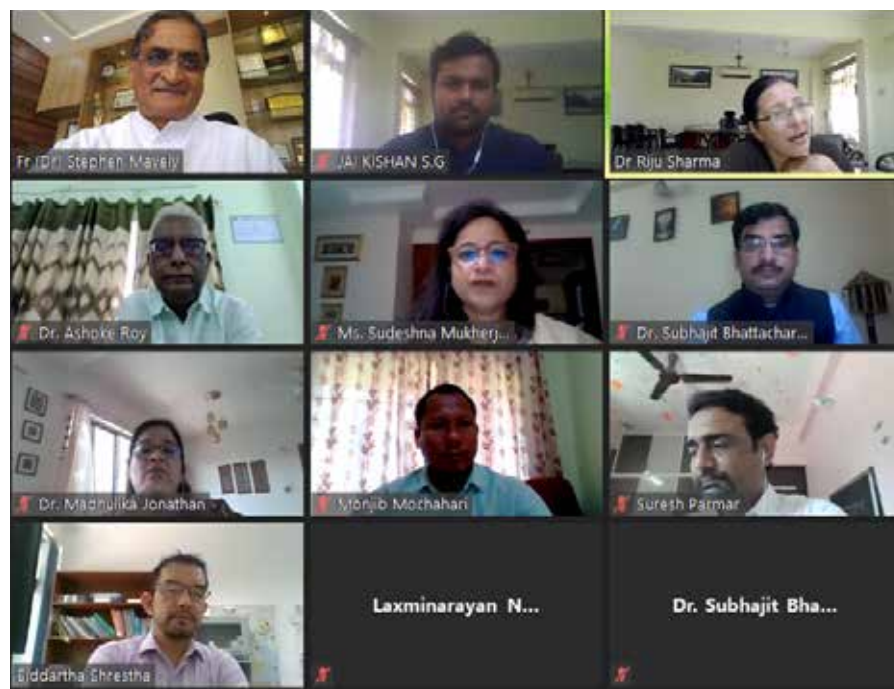 Fr (Dr) Stephen Mavely
JAI KISHAN S.G
Dr Riju Sharma
Dr. Ashoke Roy
Ms. Sudeshna Mukherj...
Dr. Subhajit Bhattachar...
Dr. Madhulika Jonathan
Monjib Mochahari
Suresh Parmar
Siddartha Shrestha
Laxminarayan N...
Dr. Subhajit Bha...